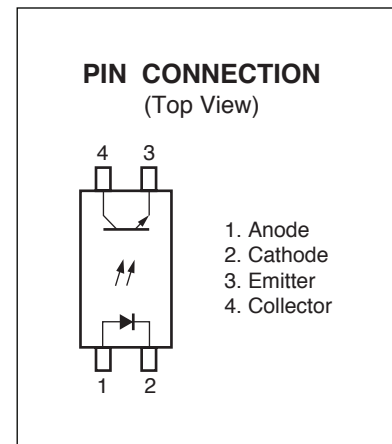 PIN CONNECTION
(Top View)
4 3
1. Anode
2. Cathode
3. Emitter
4. Collector
1 2